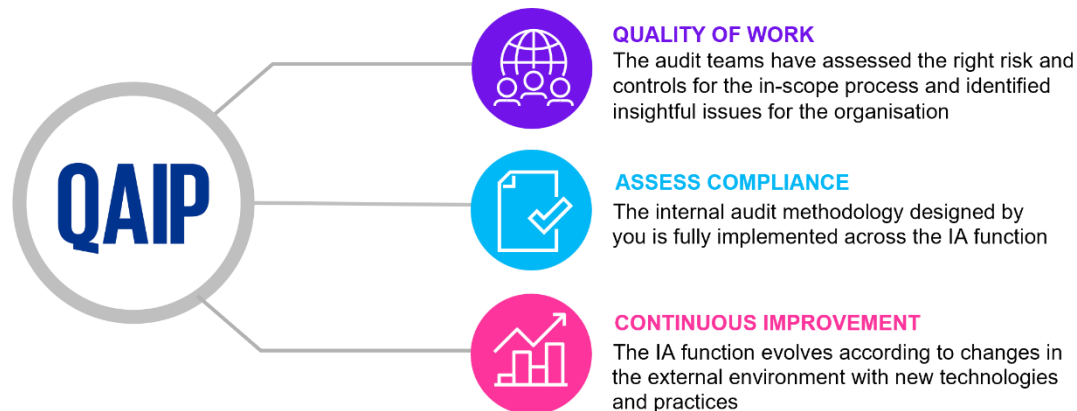 QAIP
QUALITY OF WORK
The audit teams have assessed the right risk and
controls for the in-scope process and identified
insightful issues for the organisation
ASSESS COMPLIANCE
The internal audit methodology designed by
you is fully implemented across the IA function
CONTINUOUS IMPROVEMENT
The IA function evolves according to changes in
the external environment with new technologies
and practices